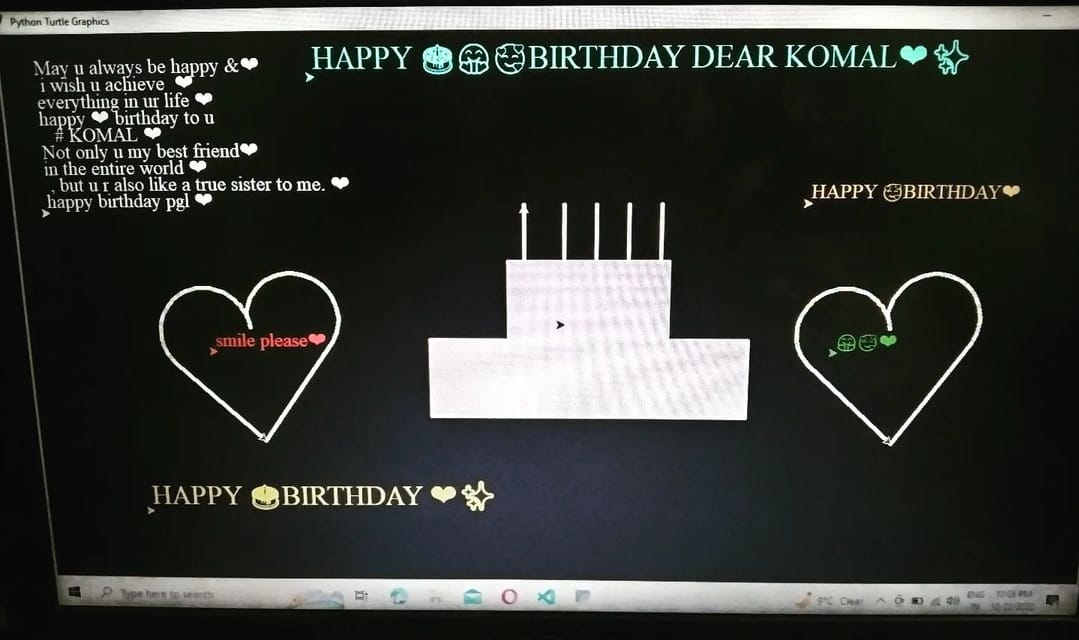 Python Turtle Graphics
HAPPY 🎂😁🥰BIRTHDAY DEAR KOMAL❤✨
May u always be happy &❤
i wish u achieve ❤
everything in ur life ❤
happy ❤ birthday to u
# KOMAL ❤
Not only u my best friend❤
in the entire world ❤
, but u r also like a true sister to me. ❤
happy birthday pgl ❤
HAPPY 🥰BIRTHDAY❤
smile please❤
😁🥰❤
HAPPY 🎂BIRTHDAY ❤✨
Type here to search
9°C Clear
ENG
IN